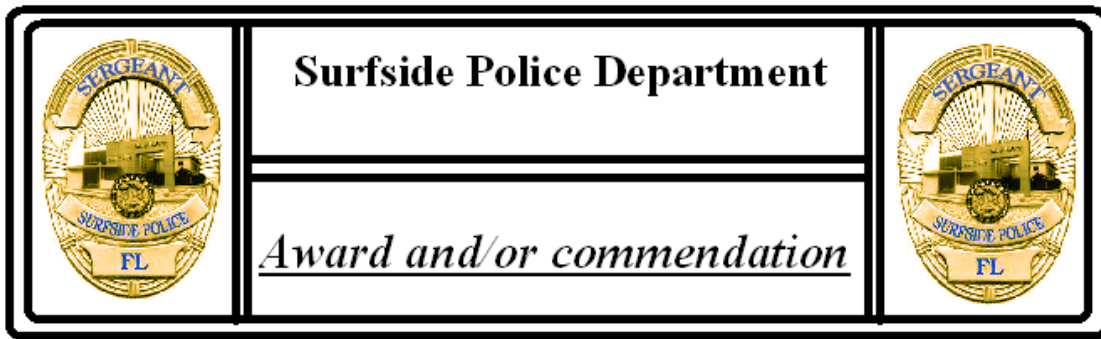 SERGEANT
SURFSIDE POLICE
FL
Surfside Police Department
Award and/or commendation
SERGEANT
SURFSIDE POLICE
FL